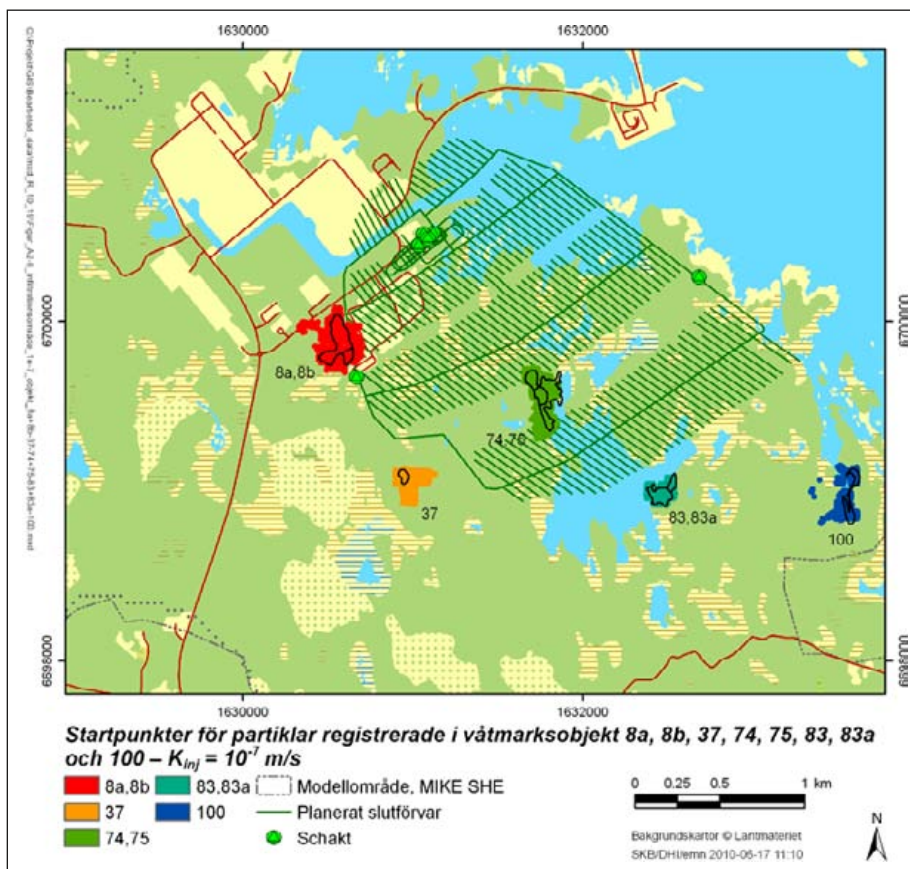 1630000
1632000
6700000
6700000
8a,8b
74-75
37
83,83a
100
6698000
6698000
1630000
1632000
Startpunkter för partiklar registrerade i våtmarksobjekt 8a, 8b, 37, 74, 75, 83, 83a
och 100 – Kinj = 10-7 m/s
8a,8b
83,83a
Modellområde, MIKE SHE
37
100
Planerat slutförvar
74,75
Schakt
0 0.25 0.5 1 km
Bakgrundskartor © Lantmäteriet
SKB/DHI/emn 2010-06-17 11:10
N